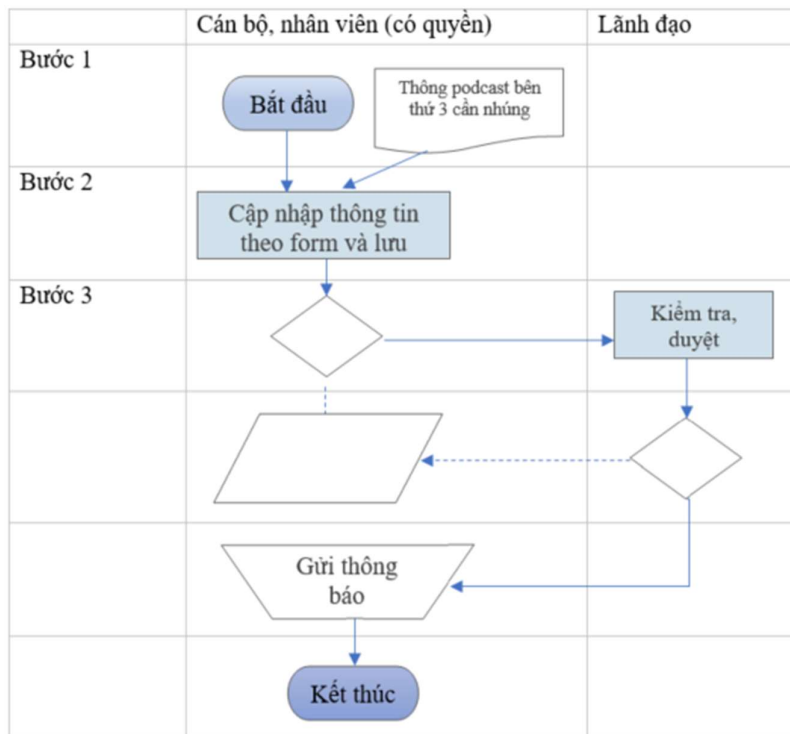 Cán bộ, nhân viên (có quyền)
Lãnh đạo
Bước 1
Bắt đầu
Thông podcast bên
thứ 3 cần nhúng
Bước 2
Cập nhập thông tin
theo form và lưu
Bước 3
Kiểm tra,
duyệt
Gửi thông
báo
Kết thúc